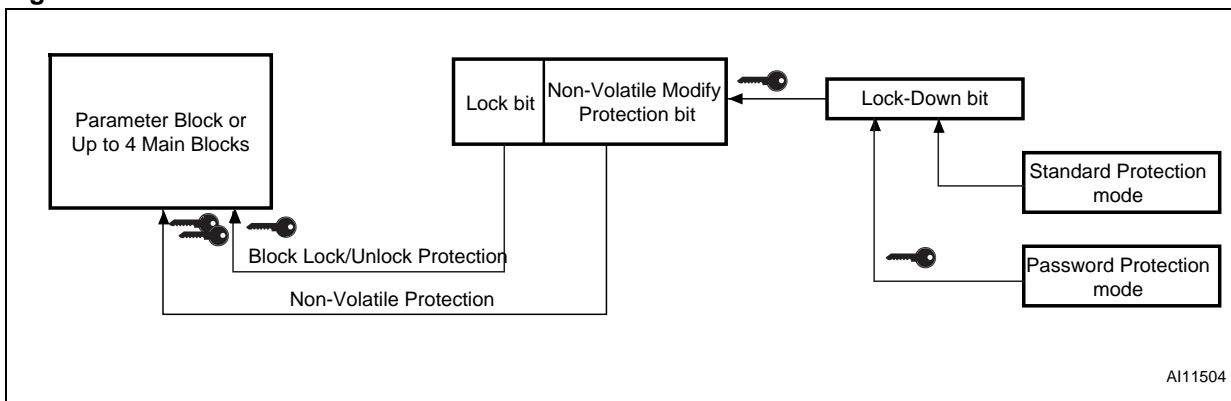 Parameter Block or
Up to 4 Main Blocks
Lock bit
Non-Volatile Modify
Protection bit
Lock-Down bit
Standard Protection
mode
Password Protection
mode
Block Lock/Unlock Protection
Non-Volatile Protection
AI11504